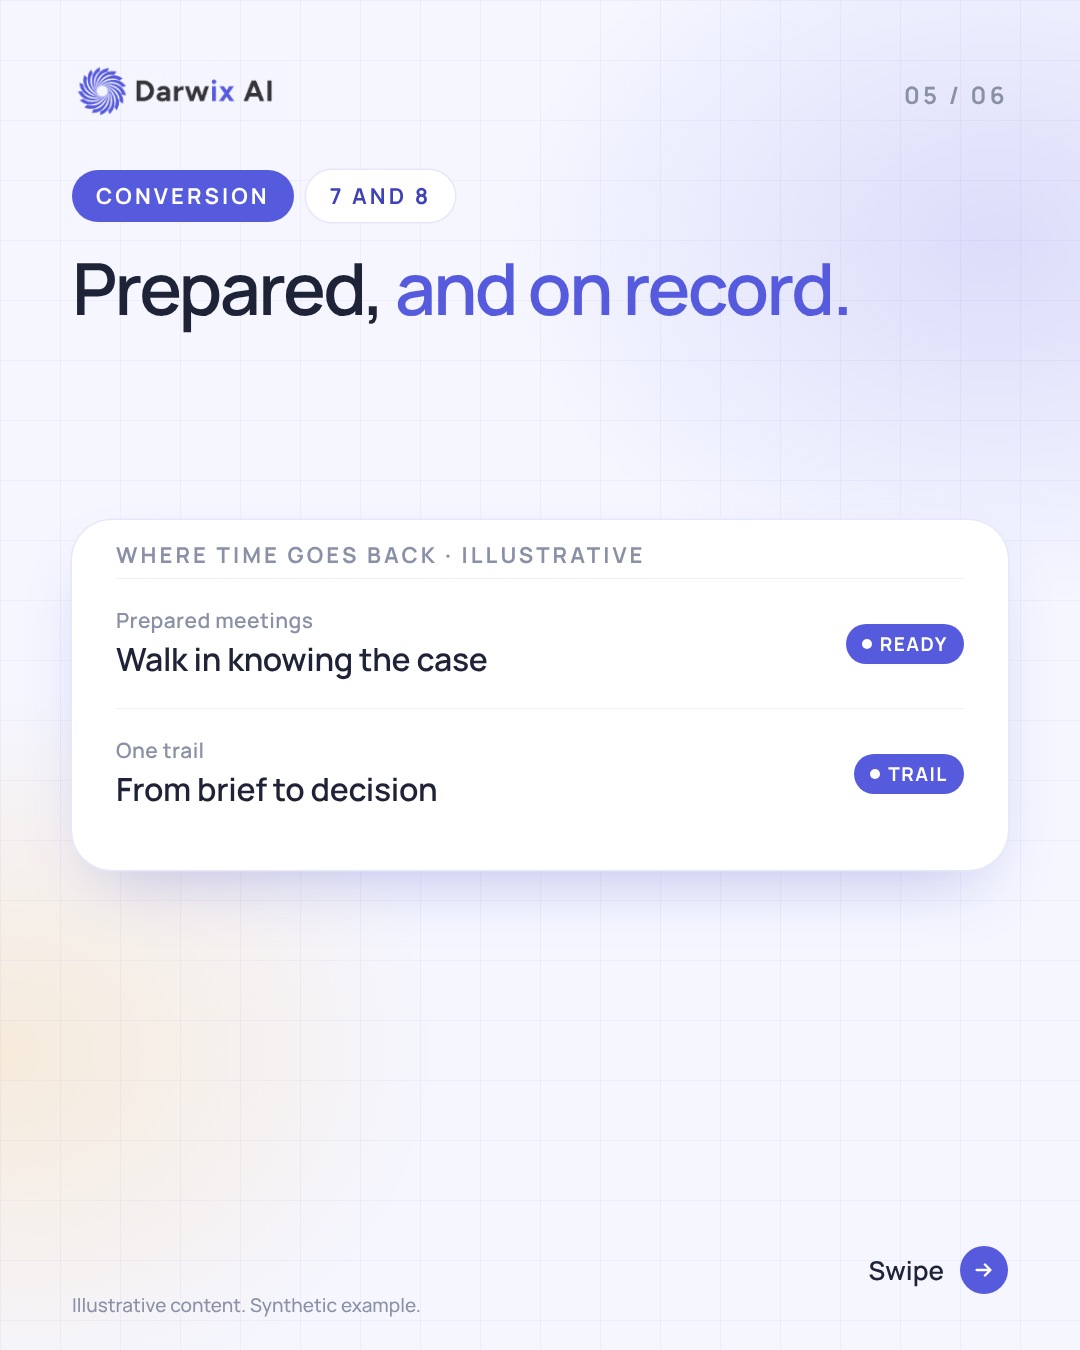 Darwix AI
05 / 06
CONVERSION
7 AND 8
Prepared, and on record.
WHERE TIME GOES BACK · ILLUSTRATIVE
Prepared meetings
Walk in knowing the case
READY
One trail
From brief to decision
TRAIL
Swipe
Illustrative content. Synthetic example.